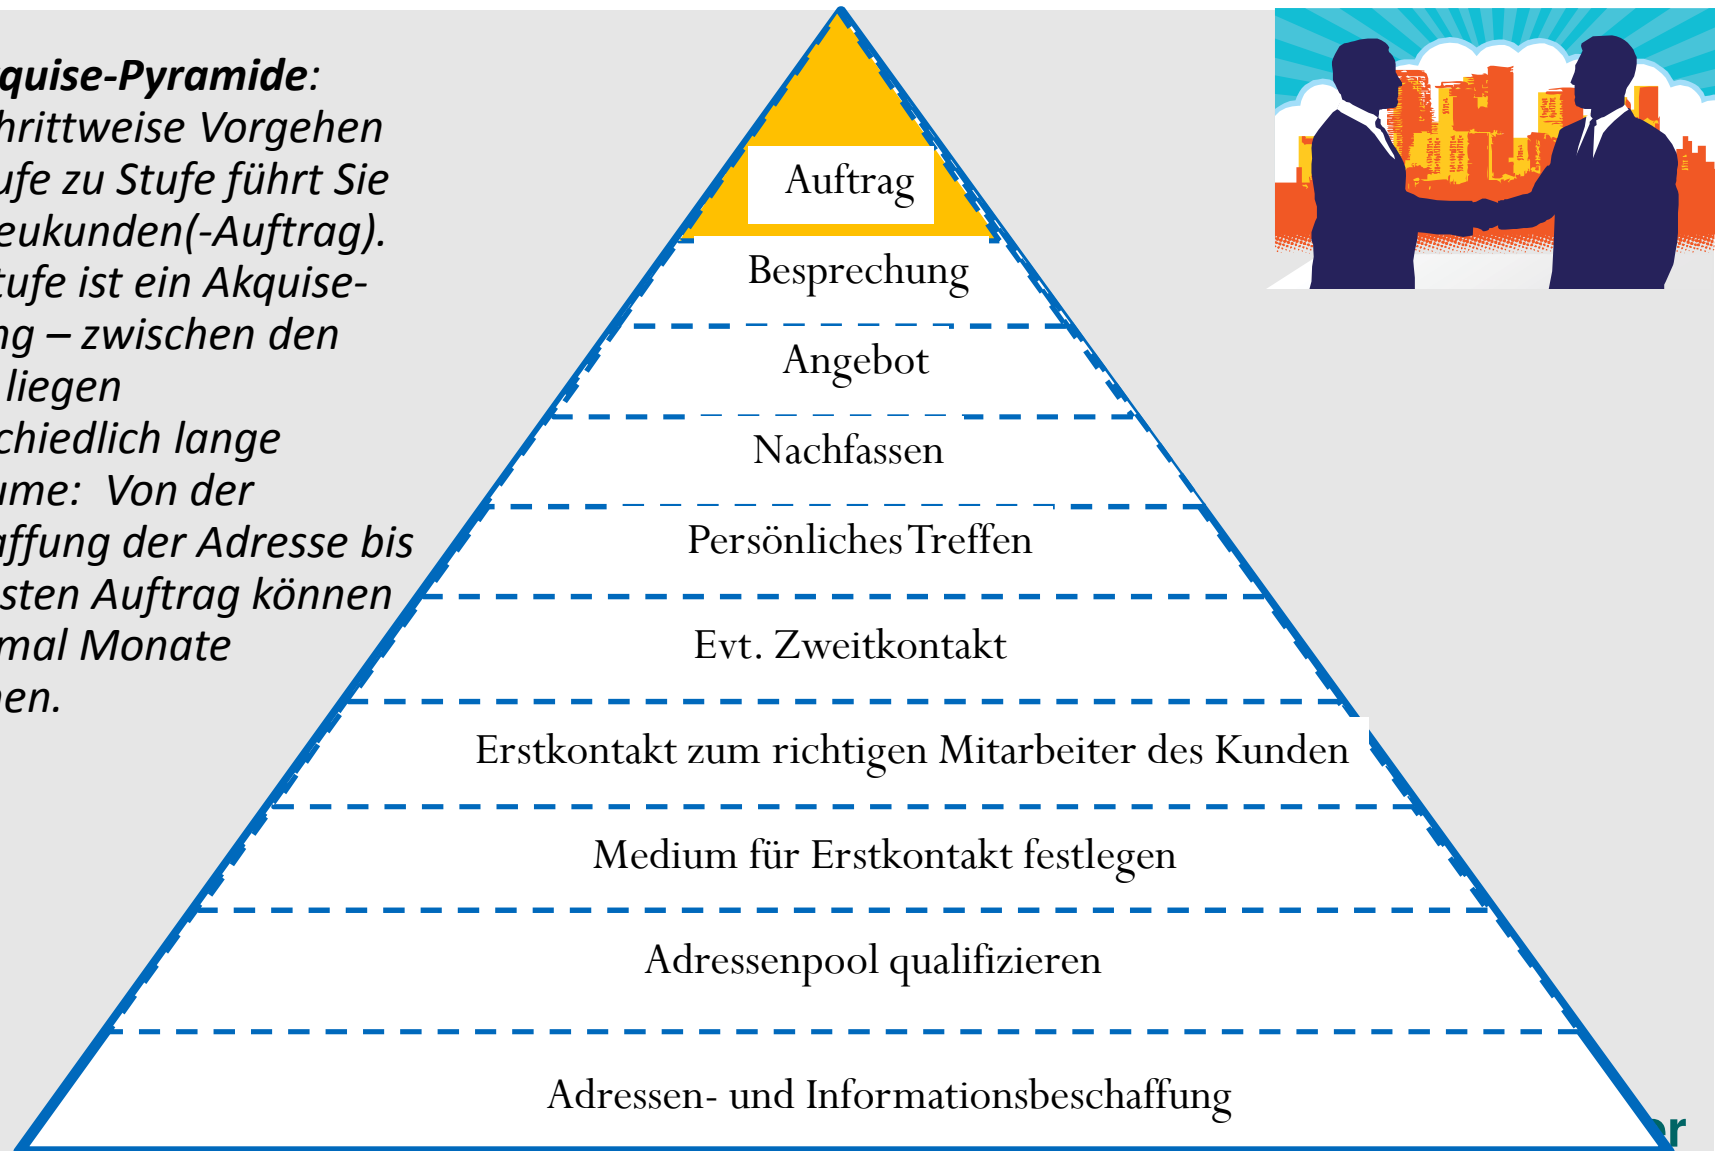 quise-Pyramide:
hrittweise Vorgehen
ufe zu Stufe führt Sie
eukunden(-Auftrag).
tufe ist ein Akquise-
ng – zwischen den
liegen
chiedlich lange
ume: Von der
affung der Adresse bis
sten Auftrag können
mal Monate
en.
Auftrag
Besprechung
Angebot
Nachfassen
Persönliches Treffen
Evt. Zweitkontakt
Erstkontakt zum richtigen Mitarbeiter des Kunden
Medium für Erstkontakt festlegen
Adressenpool qualifizieren
Adressen- und Informationsbeschaffung
er